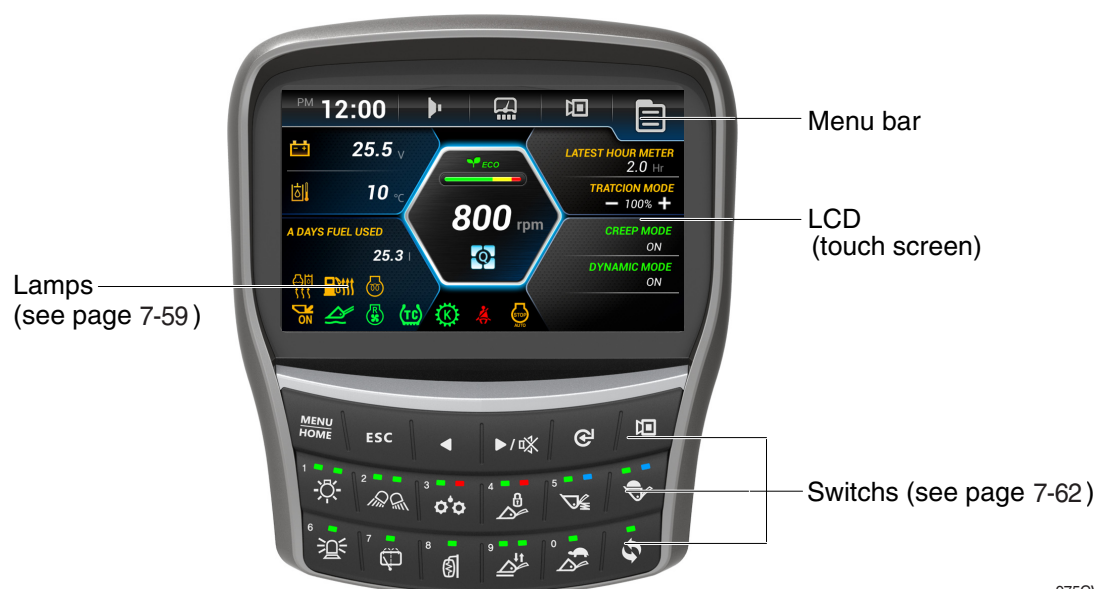 PM 12:00
Menu bar
25.5 V
ECO
LATEST HOUR METER
2.0 Hr
10 °C
TRATCION MODE
100%
800 rpm
LCD
(touch screen)
A DAYS FUEL USED
25.3 l
CREEP MODE
ON
DYNAMIC MODE
ON
Lamps
(see page 7-59)
ON
R
TC
K
STOP
AUTO
Q
MENU
HOME
ESC
/
1
2
3
4
5
Switchs (see page 7-62)
6
7
8
9
0